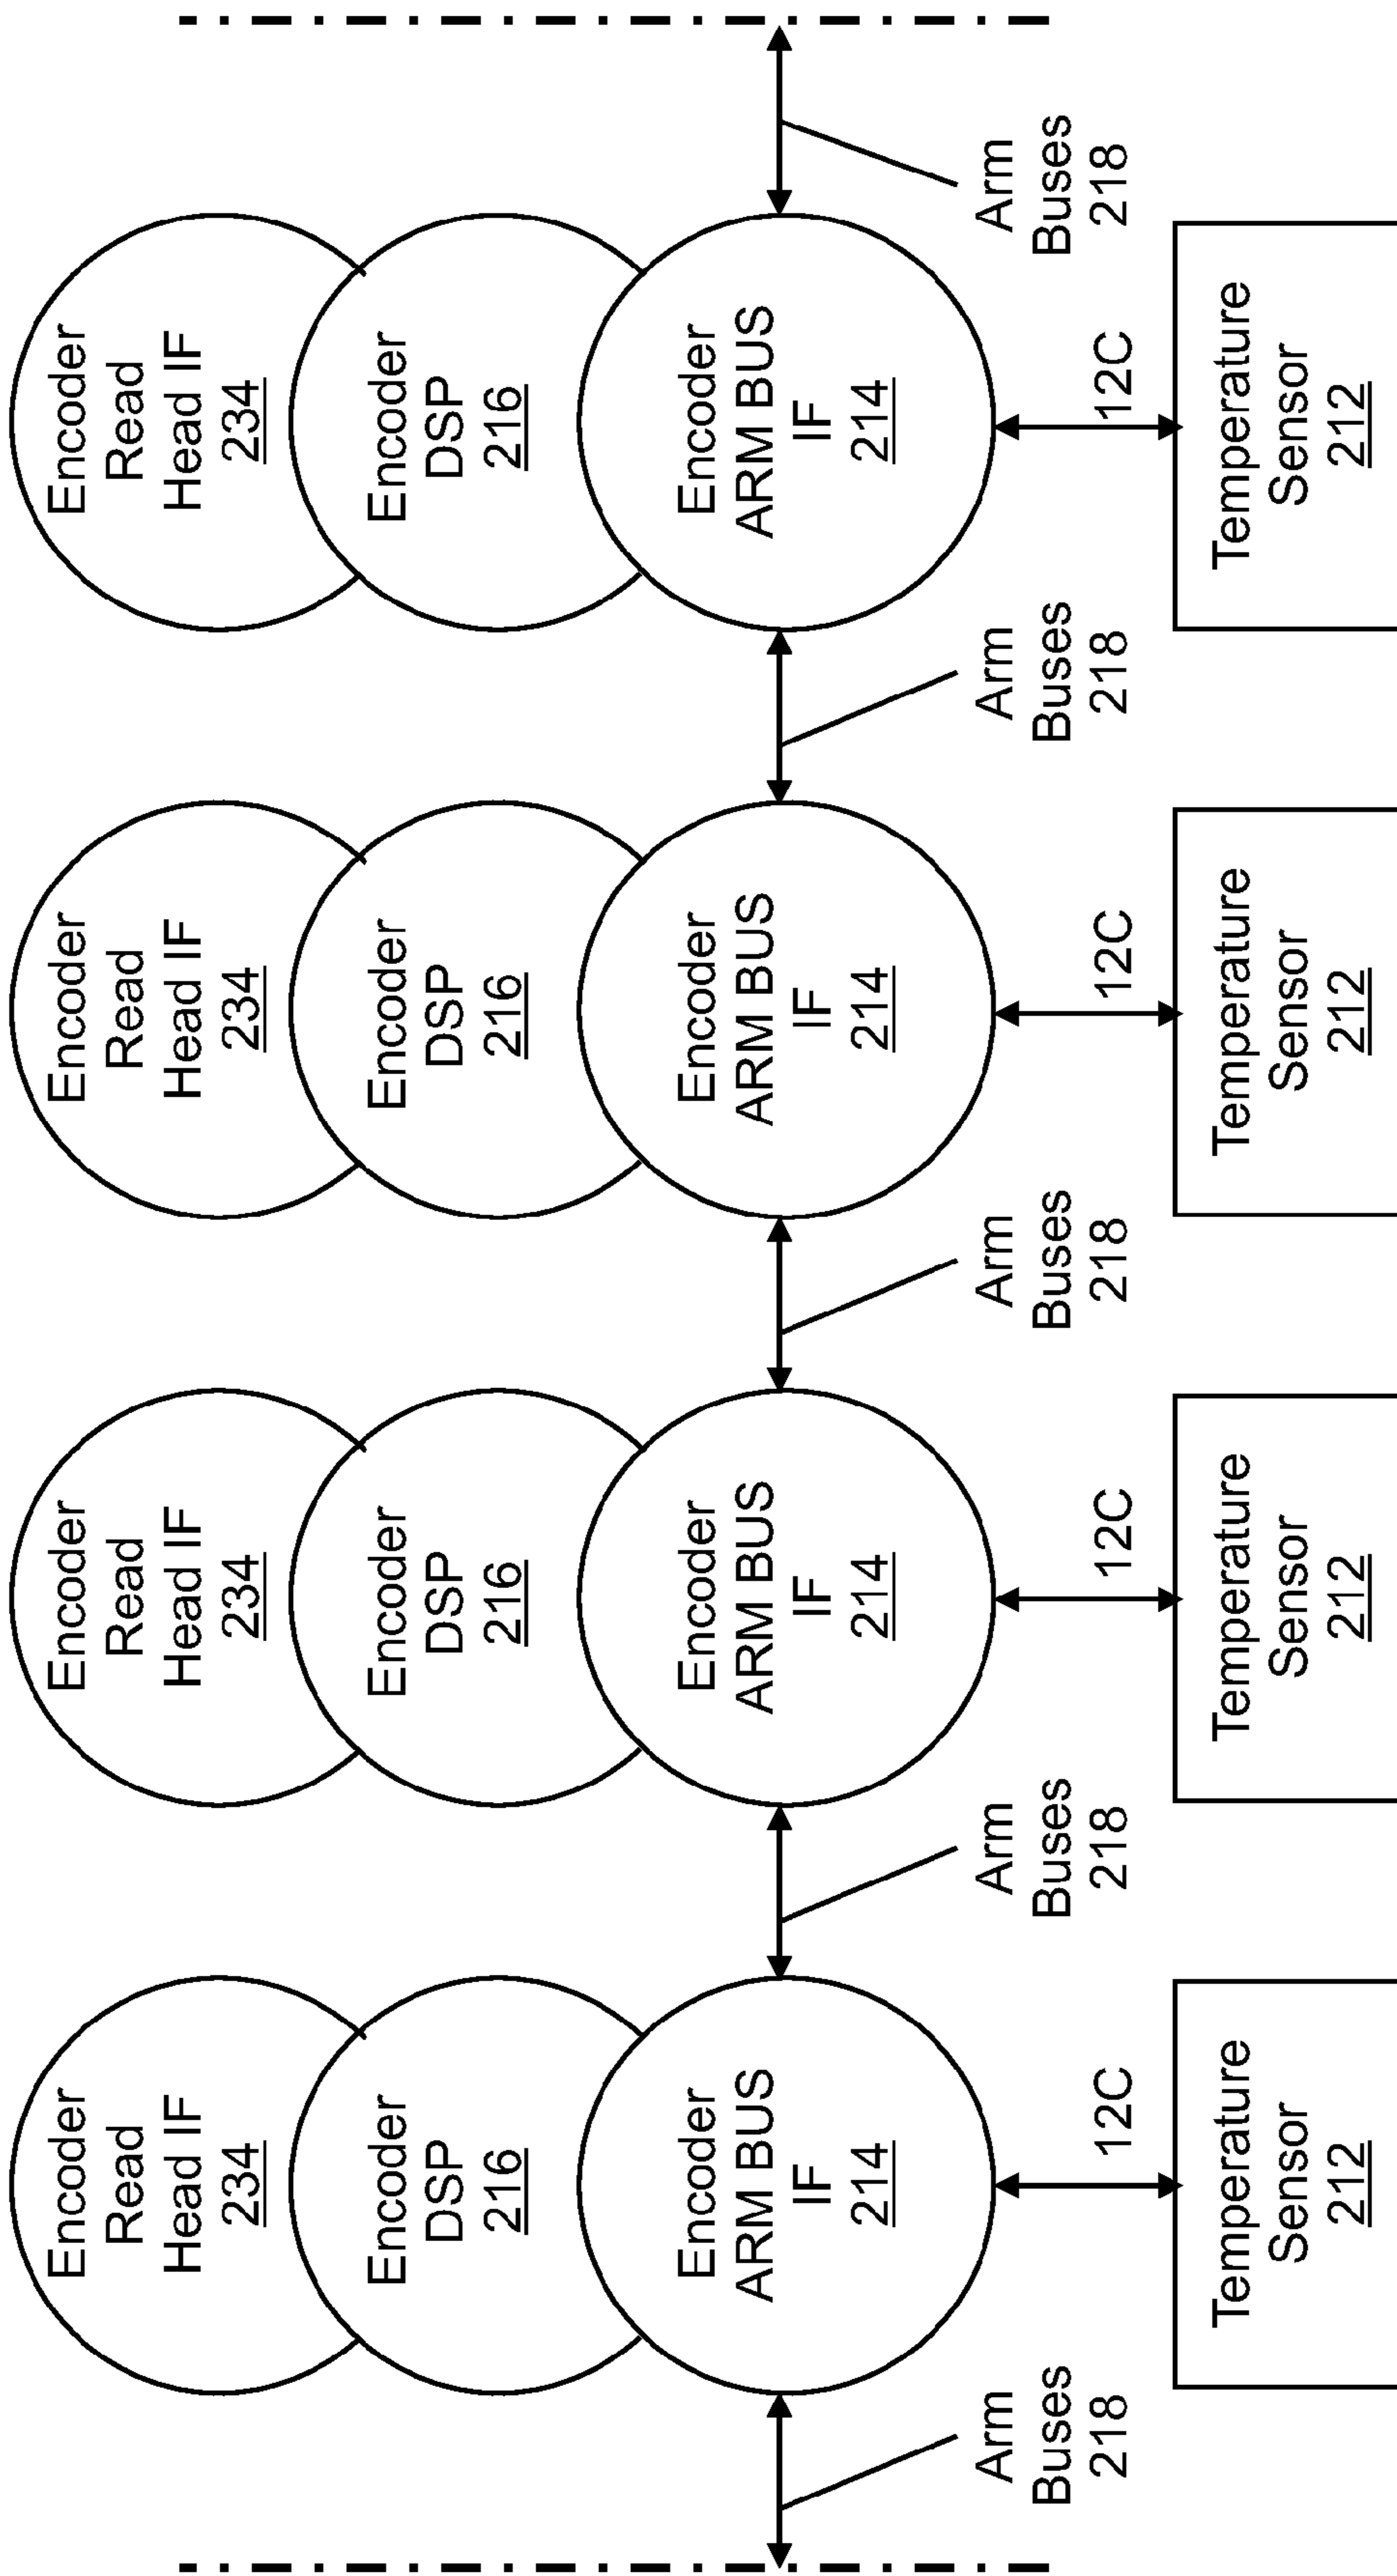 Encoder
Read
Head IF
234
Encoder
DSP
216
Encoder
ARM BUS
IF
214
Arm
Buses
218
12C
Temperature
Sensor
212
Encoder
Read
Head IF
234
Encoder
DSP
216
Encoder
ARM BUS
IF
214
Arm
Buses
218
12C
Temperature
Sensor
212
Encoder
Read
Head IF
234
Encoder
DSP
216
Encoder
ARM BUS
IF
214
Arm
Buses
218
12C
Temperature
Sensor
212
Encoder
Read
Head IF
234
Encoder
DSP
216
Encoder
ARM BUS
IF
214
Arm
Buses
218
12C
Temperature
Sensor
212
Arm
Buses
218